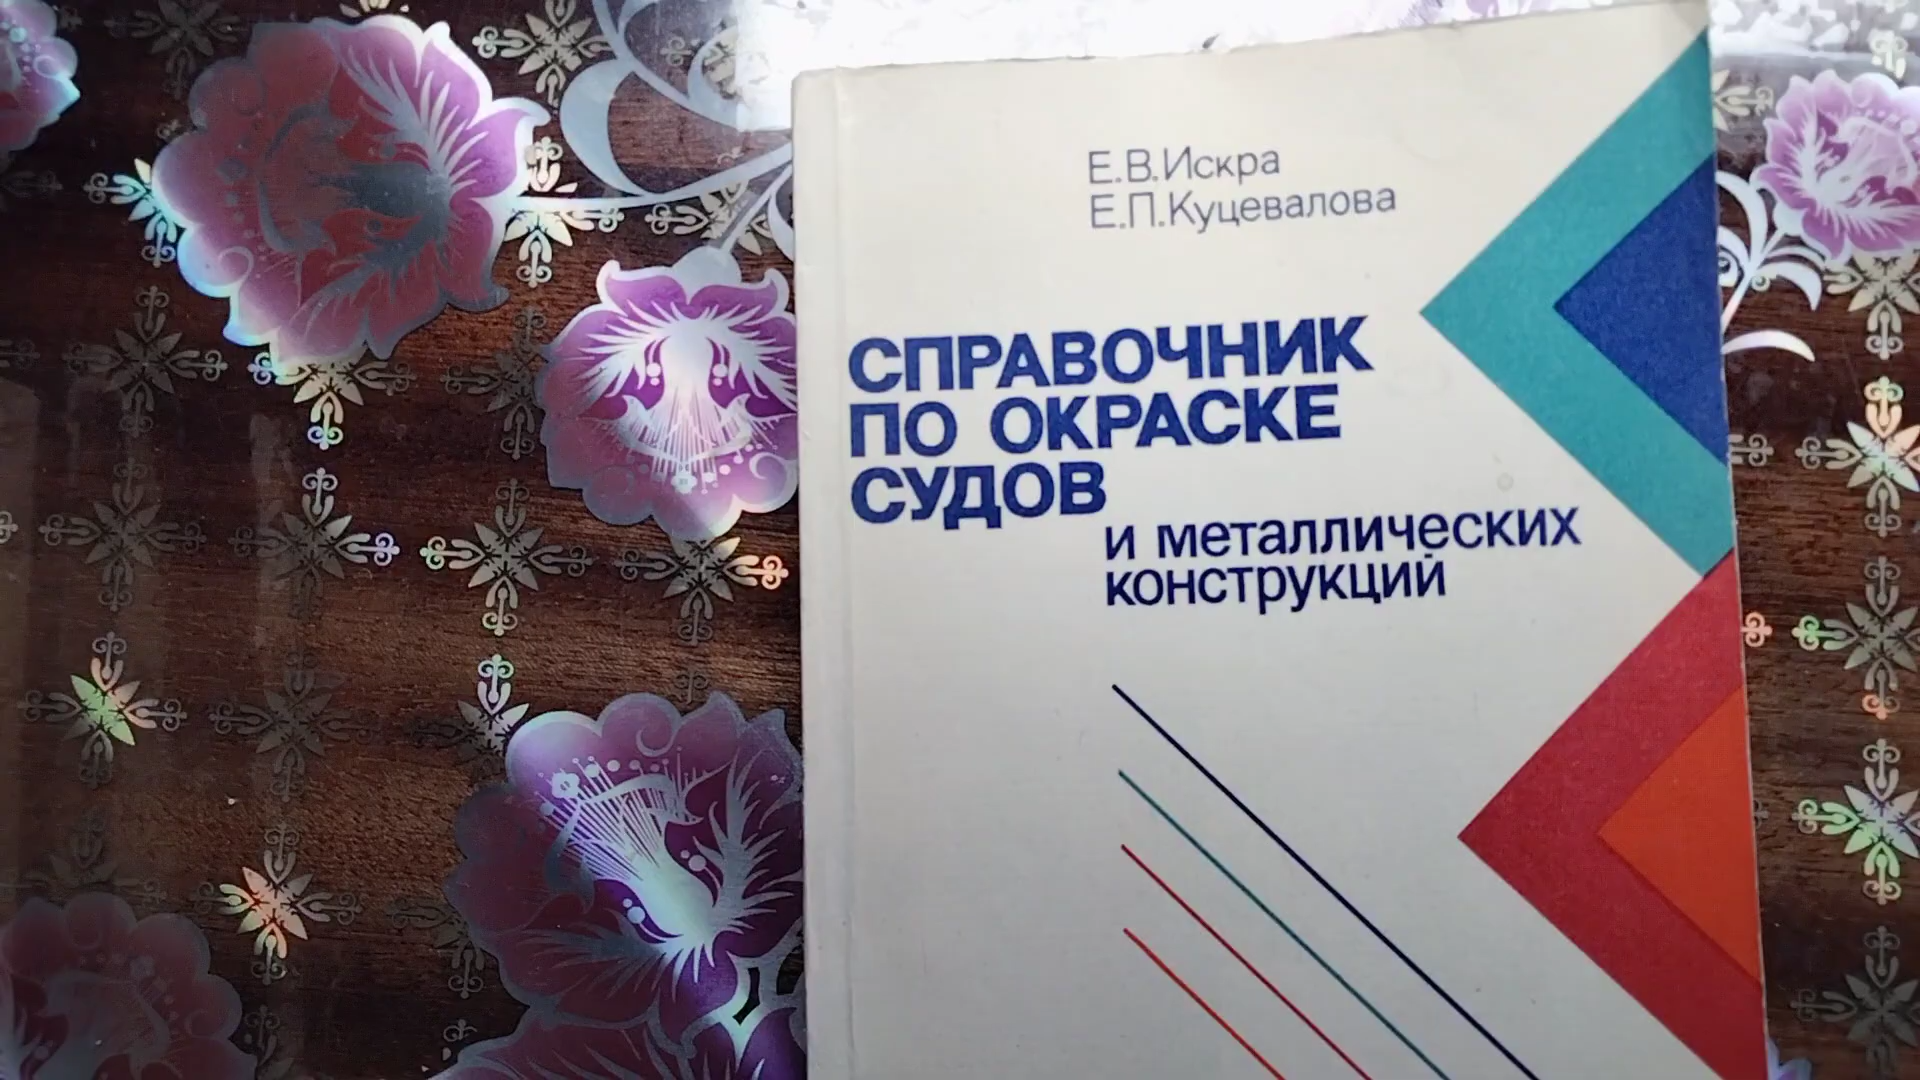 Е.В.Искра
Е.П.Куцевалова
СПРАВОЧНИК
ПО ОКРАСКЕ
СУДОВ
И МЕТАЛЛИЧЕСКИХ
КОНСТРУКЦИЙ